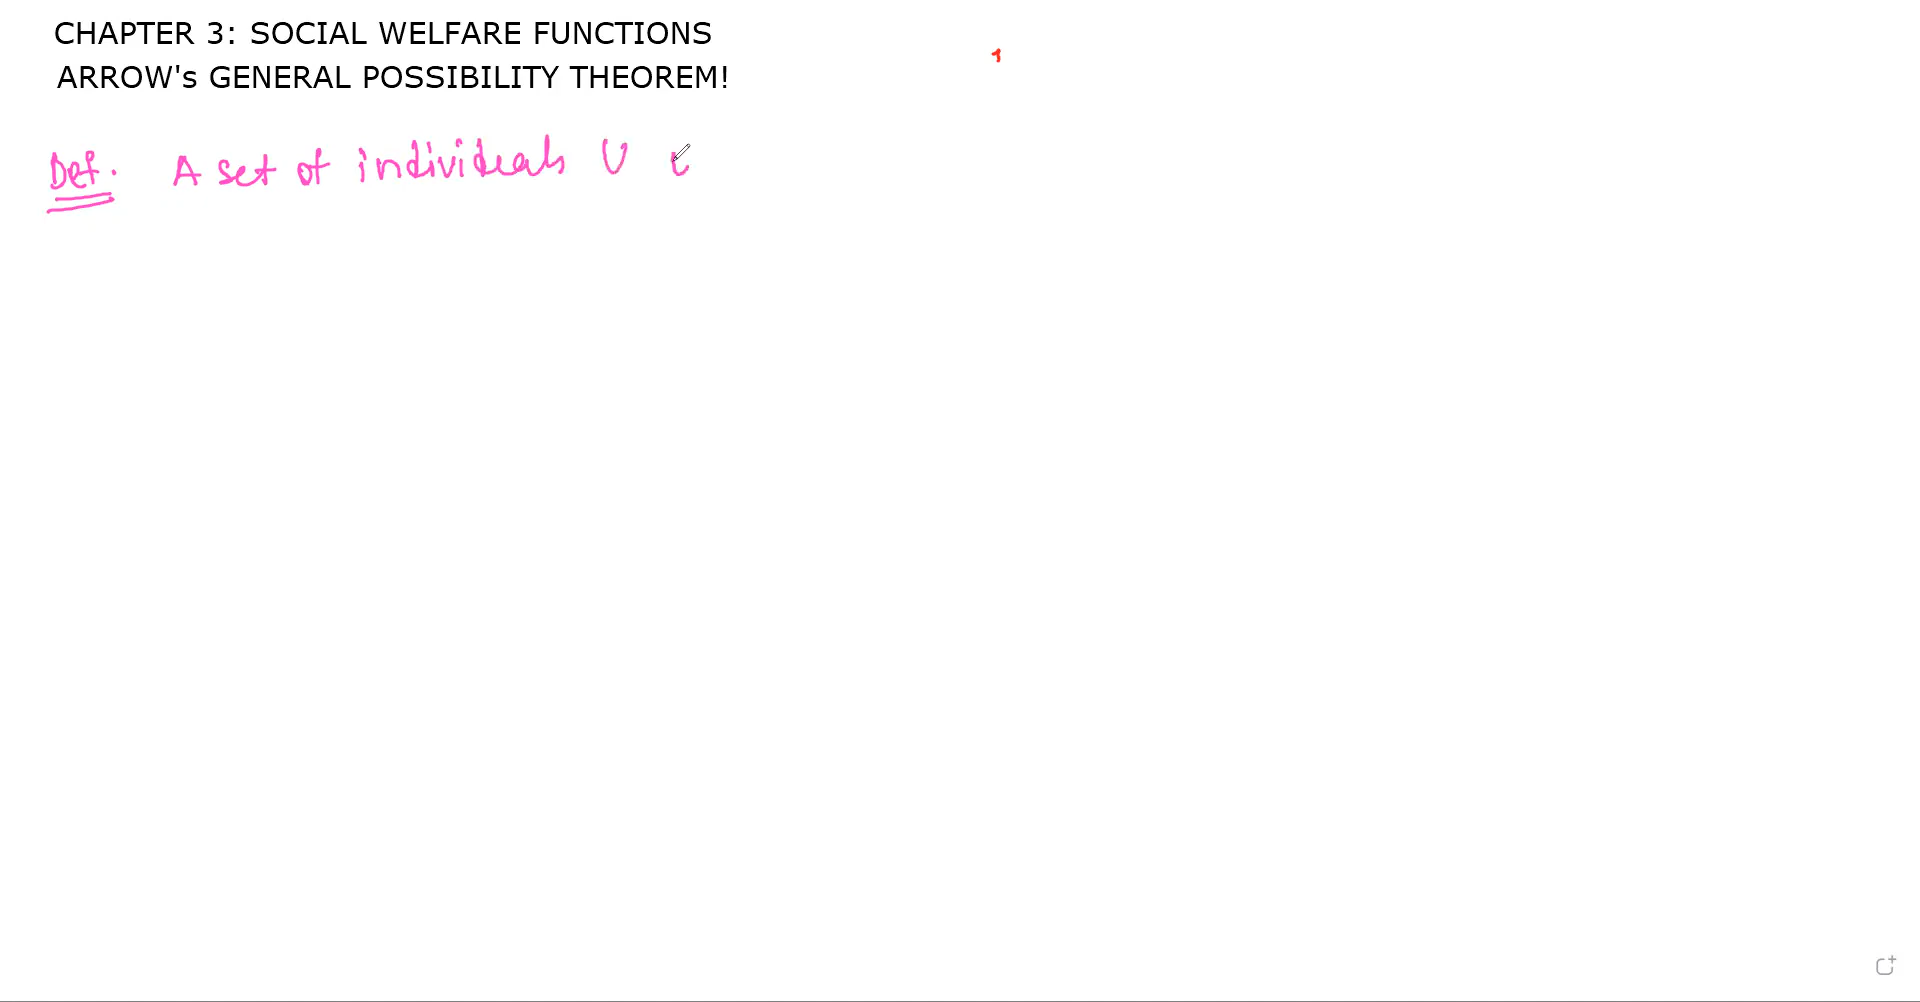 CHAPTER 3: SOCIAL WELFARE FUNCTIONS
ARROW's GENERAL POSSIBILITY THEOREM!
Def. A set of individuals U